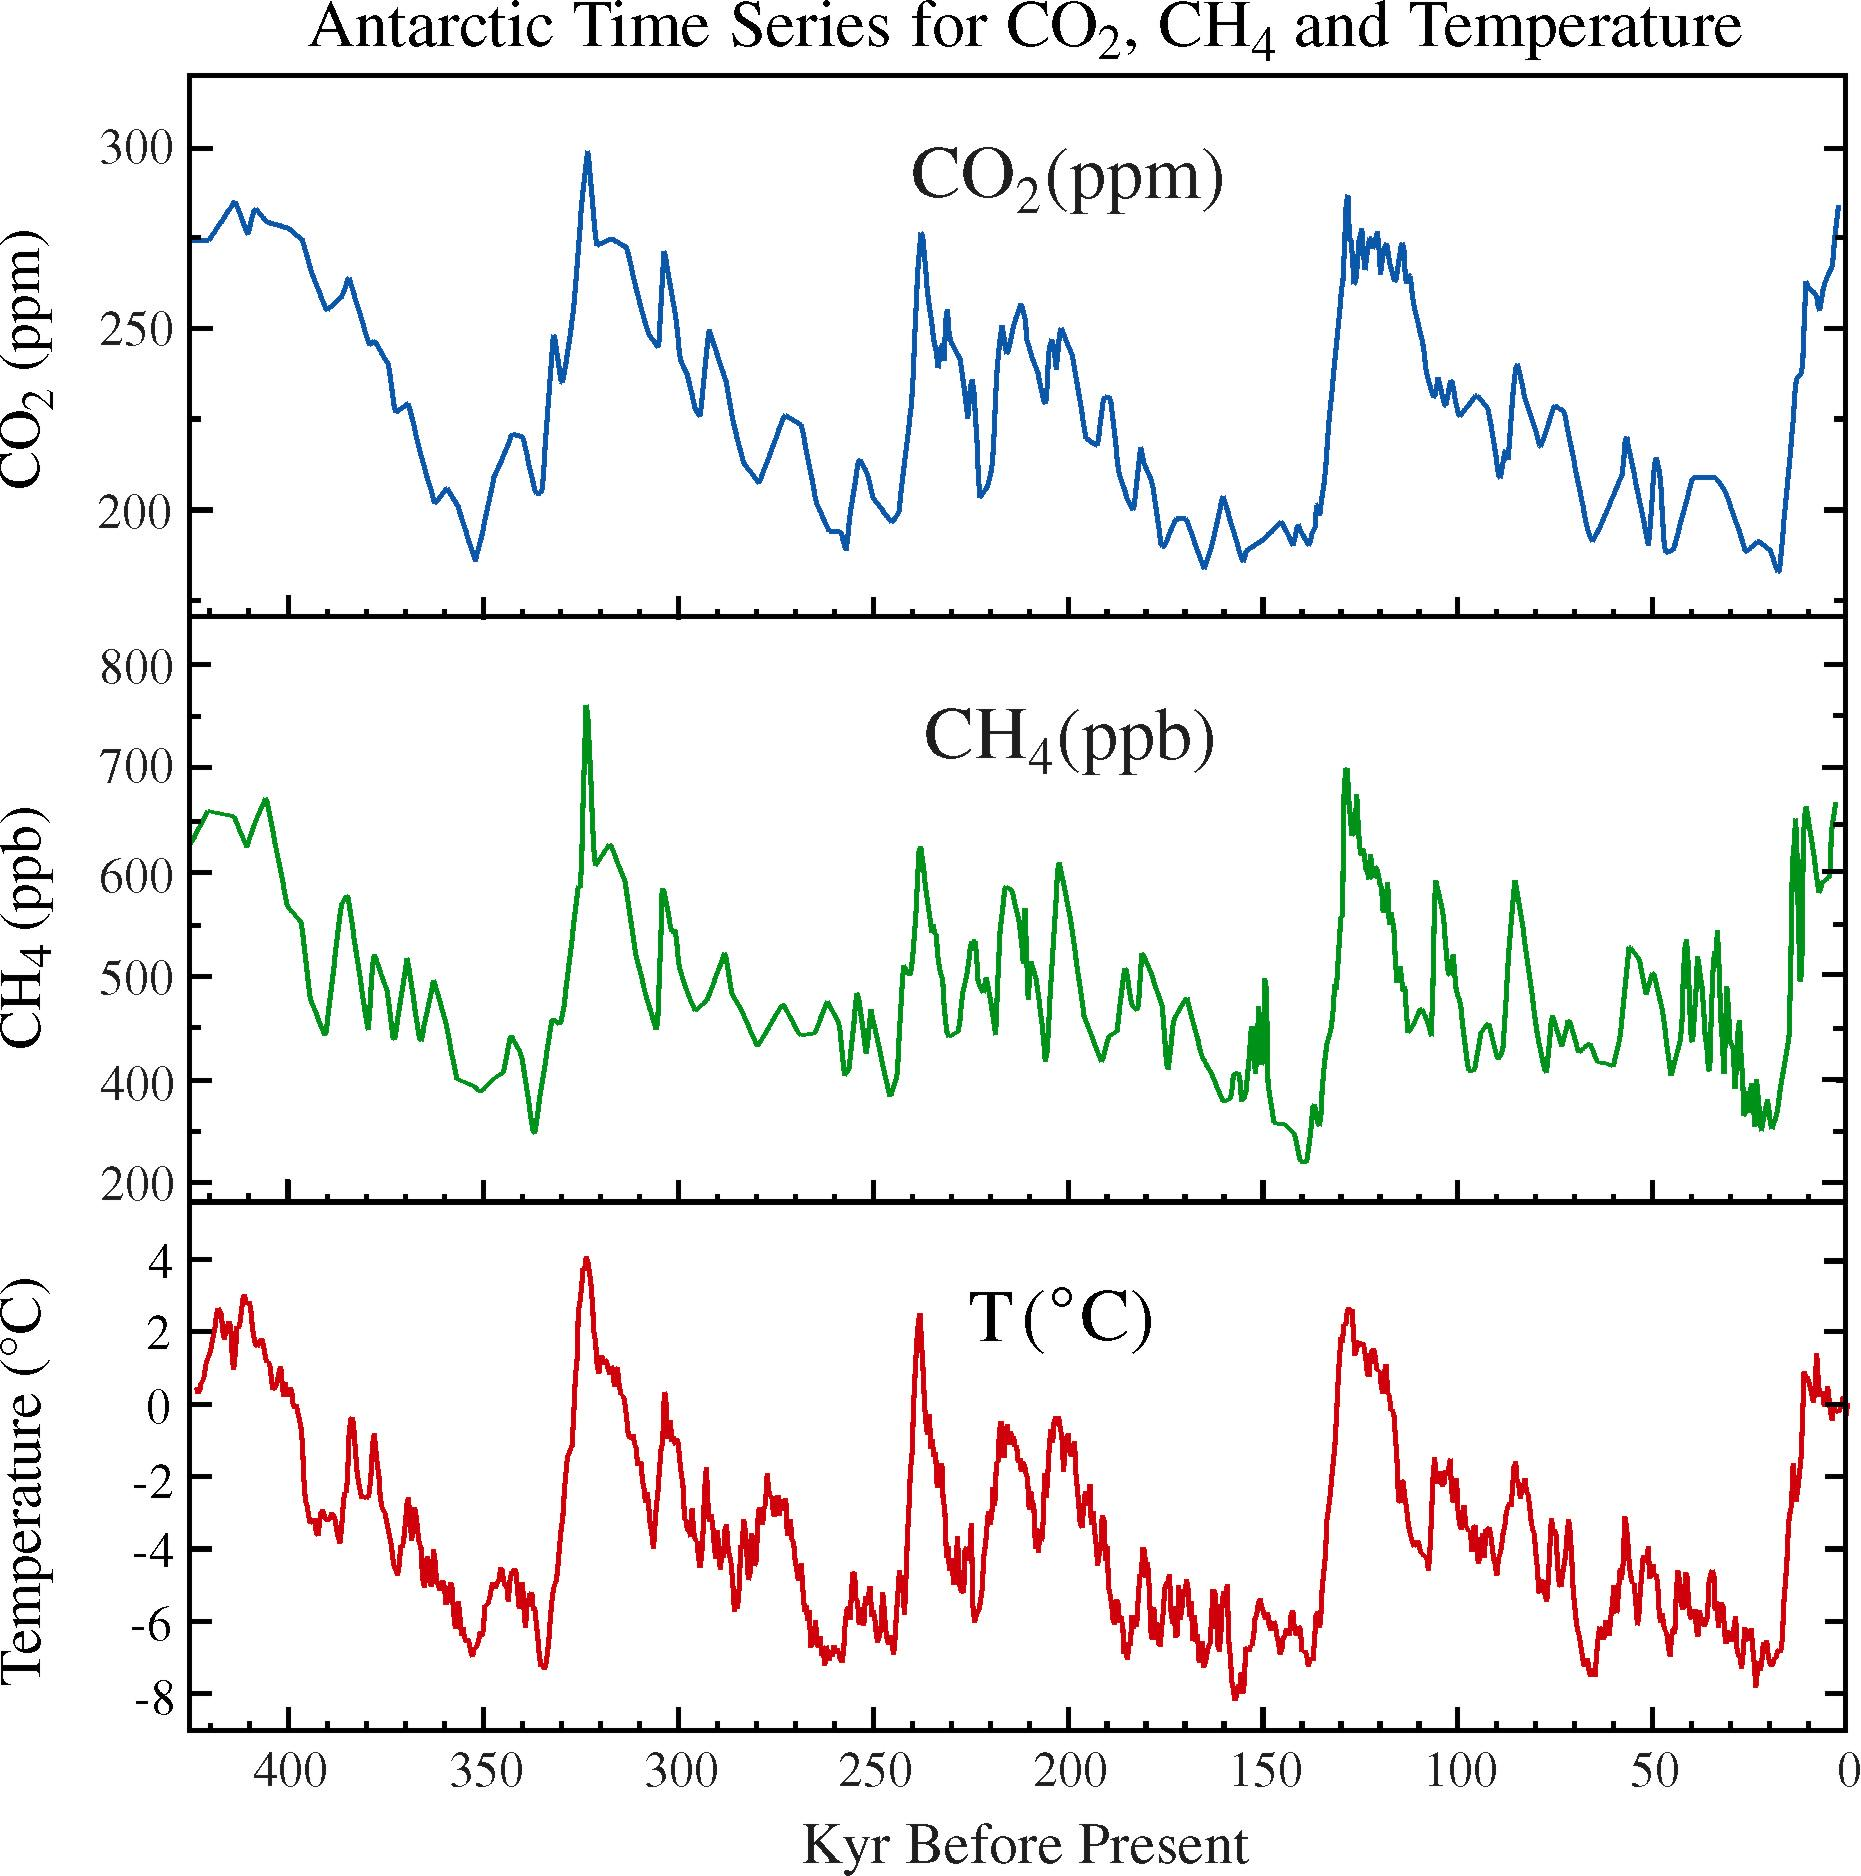 Antarctic Time Series for CO₂, CH₄ and Temperature
CO₂(ppm)
CO₂ (ppm)
300
250
200
CH₄(ppb)
CH₄ (ppb)
800
700
600
500
400
200
T(°C)
Temperature (°C)
4
2
0
-2
-4
-6
-8
400 350 300 250 200 150 100 50 0
Kyr Before Present